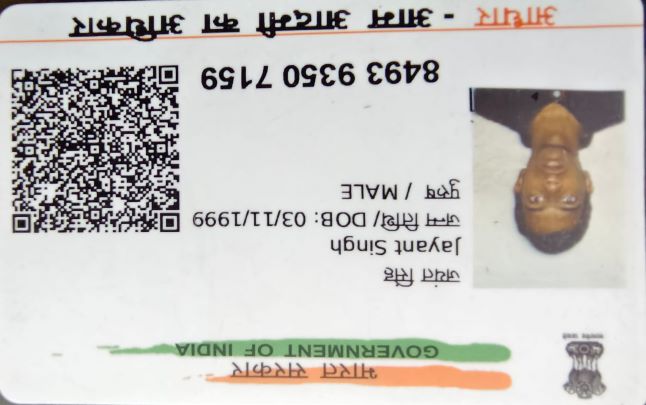 भारत सरकार
GOVERNMENT OF INDIA
जयंत सिंह
Jayant Singh
जन्म तिथि/ DOB: 03/11/1999
पुरुष / MALE
8493 9350 7159
आधार - आम आदमी का अधिकार